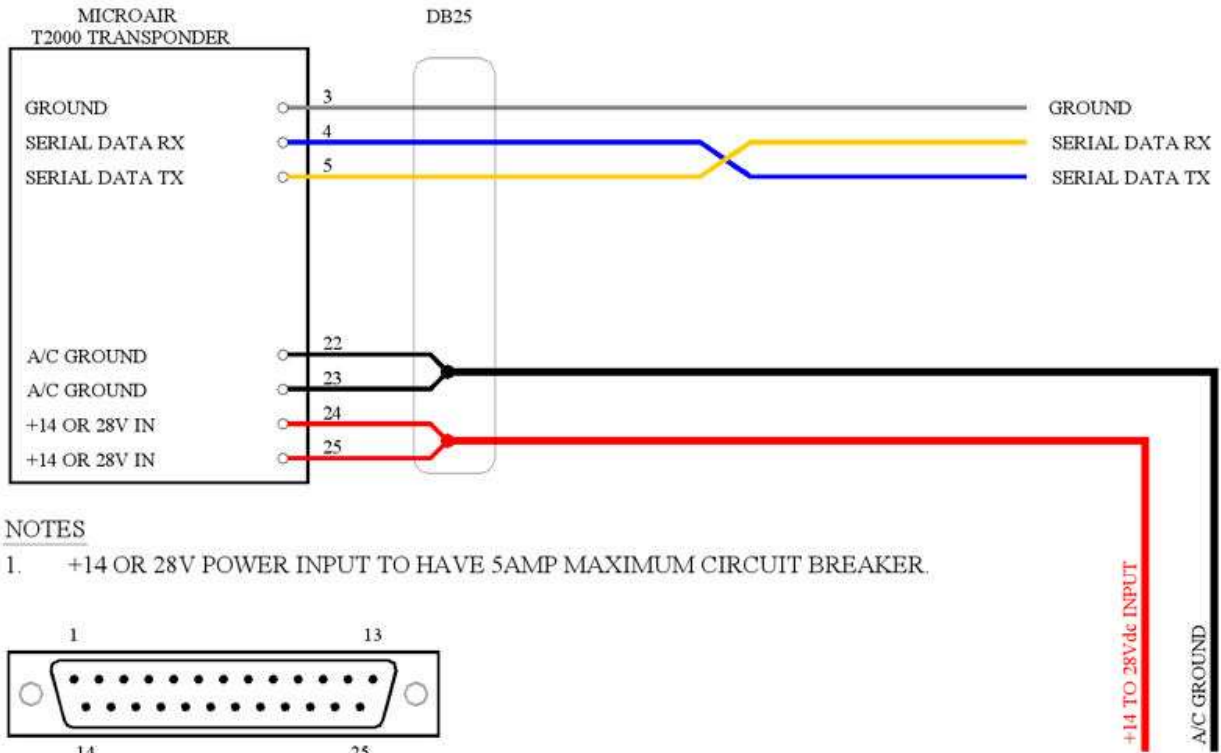 MICROAIR
T2000 TRANSPONDER
DB25
GROUND
3
GROUND
SERIAL DATA RX
4
SERIAL DATA RX
SERIAL DATA TX
5
SERIAL DATA TX
A/C GROUND
22
A/C GROUND
23
+14 OR 28V IN
24
+14 OR 28V IN
25
NOTES
1. +14 OR 28V POWER INPUT TO HAVE 5AMP MAXIMUM CIRCUIT BREAKER.
1
13
14
25
+14 TO 28Vdc INPUT
A/C GROUND